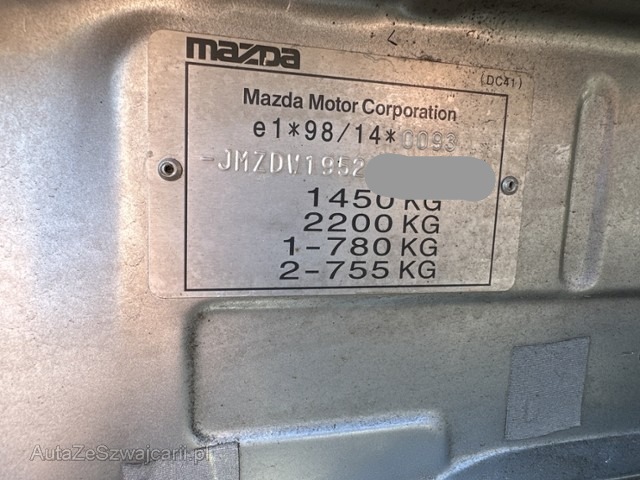 mazda
(DC41)
Mazda Motor Corporation
e1*98/14*0093
-JMZDW1952
1450 KG
2200 KG
1-780 KG
2-755 KG
AutaZeSzwajcarii.pl